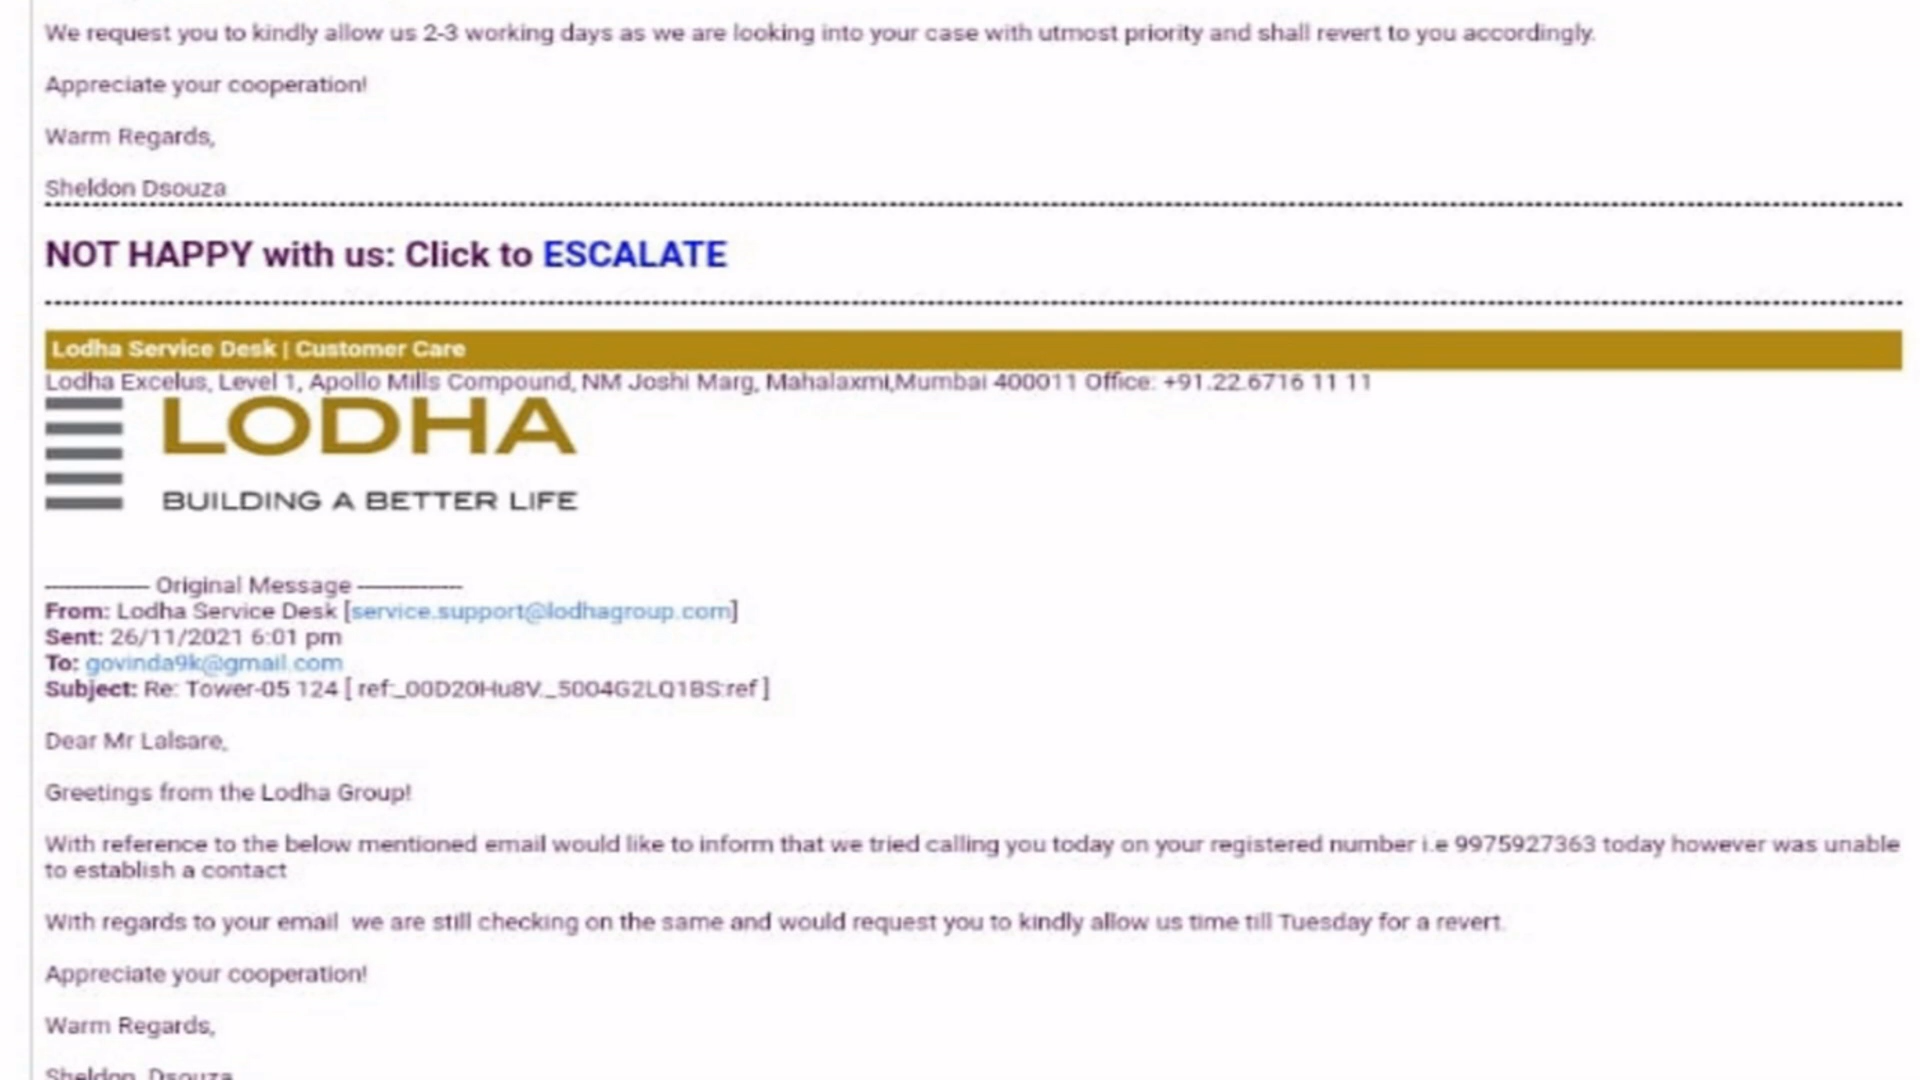 We request you to kindly allow us 2-3 working days as we are looking into your case with utmost priority and shall revert to you accordingly.
Appreciate your cooperation!
Warm Regards,
Sheldon Dsouza
NOT HAPPY with us: Click to ESCALATE
Lodha Service Desk | Customer Care
Lodha Excelus, Level 1, Apollo Mills Compound, NM Joshi Marg, Mahalaxmi,Mumbai 400011 Office: +91.22.6716 11 11
LODHA
BUILDING A BETTER LIFE
--------------- Original Message ---------------
From: Lodha Service Desk [service.support@lodhagroup.com]
Sent: 26/11/2021 6:01 pm
To: govinda9k@gmail.com
Subject: Re: Tower-05 124 [ ref:_00D20Hu8V._5004G2LQ1BS:ref ]
Dear Mr Lalsare,
Greetings from the Lodha Group!
With reference to the below mentioned email would like to inform that we tried calling you today on your registered number i.e 9975927363 today however was unable
to establish a contact
With regards to your email we are still checking on the same and would request you to kindly allow us time till Tuesday for a revert.
Appreciate your cooperation!
Warm Regards,
Sheldon Dsouza